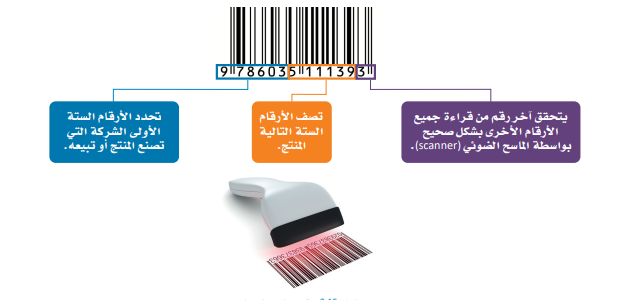 9 786035 111393
يتحقق آخر رقم من قراءة جميع
الأرقام الأخرى بشكل صحيح
بواسطة الماسح الضوئي (scanner).
تصف الأرقام
الستة التالية
المنتج.
تحدد الأرقام الستة
الأولى الشركة التي
تصنع المنتج أو تبيعه.